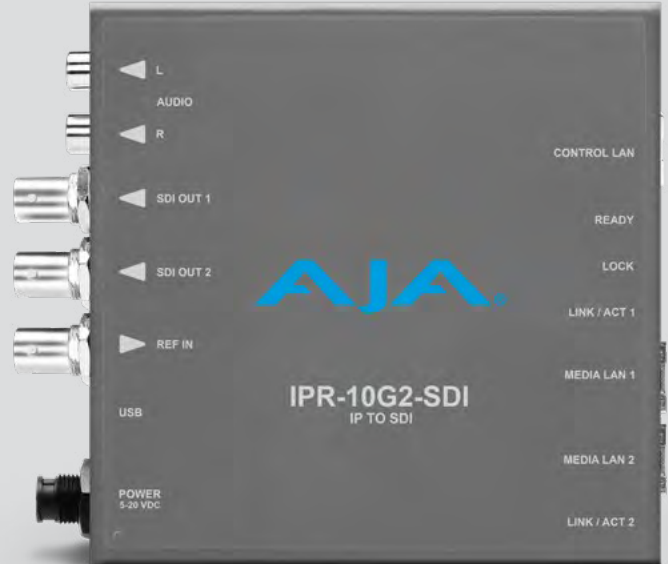 L
AUDIO
R
SDI OUT 1
SDI OUT 2
REF IN
USB
POWER
5-20 VDC
AJA
IPR-10G2-SDI
IP TO SDI
CONTROL LAN
READY
LOCK
LINK / ACT 1
MEDIA LAN 1
MEDIA LAN 2
LINK / ACT 2